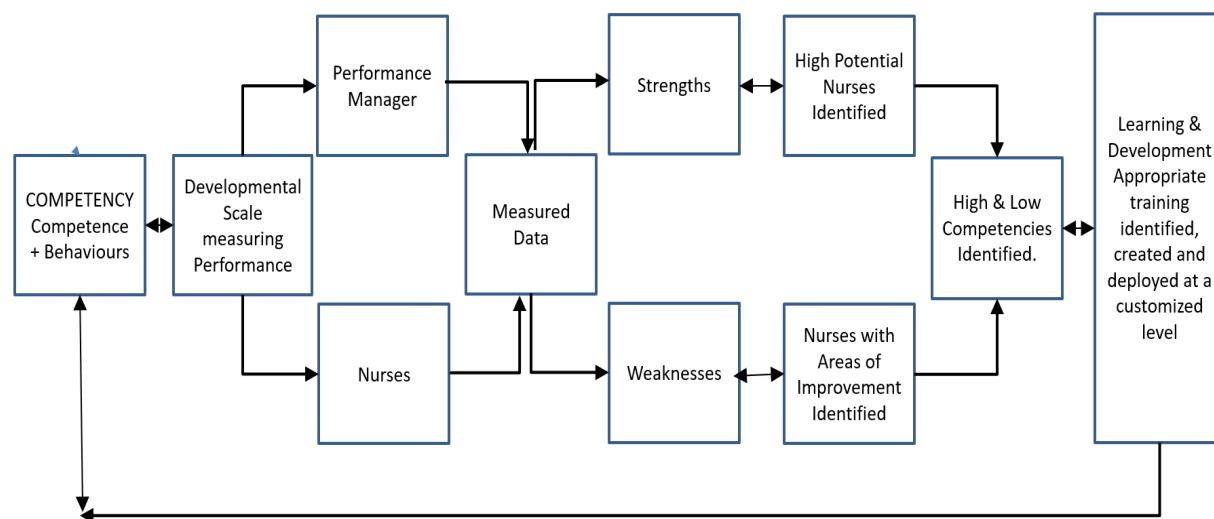 COMPETENCY
Competence
+ Behaviours
Developmental
Scale
measuring
Performance
Performance
Manager
Nurses
Measured
Data
Strengths
Weaknesses
High Potential
Nurses
Identified
Nurses with
Areas of
Improvement
Identified
High & Low
Competencies
Identified.
Learning &
Development
Appropriate
training
identified,
created and
deployed at a
customized
level